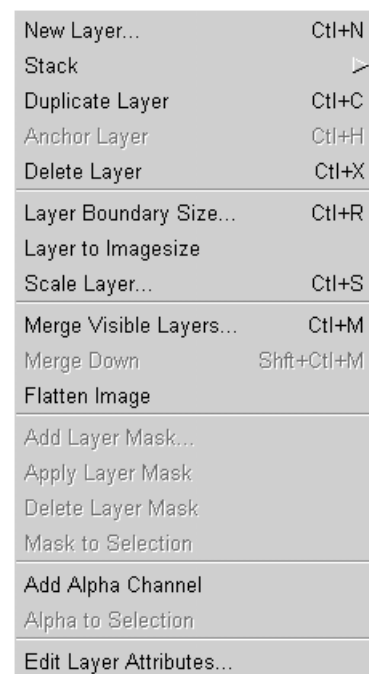 New Layer... Ctl+N
Stack
Duplicate Layer Ctl+C
Anchor Layer Ctl+H
Delete Layer Ctl+X
Layer Boundary Size... Ctl+R
Layer to Imagesize
Scale Layer... Ctl+S
Merge Visible Layers... Ctl+M
Merge Down Shft+Ctl+M
Flatten Image
Add Layer Mask...
Apply Layer Mask
Delete Layer Mask
Mask to Selection
Add Alpha Channel
Alpha to Selection
Edit Layer Attributes...